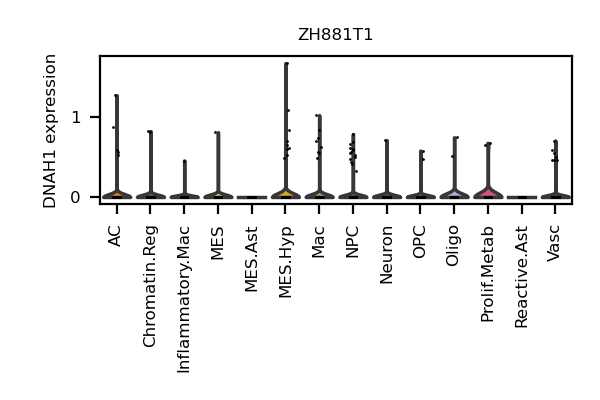 ZH881T1
DNAH1 expression
1
0
AC
Chromatin.Reg
Inflammatory.Mac
MES
MES.Ast
MES.Hyp
Mac
NPC
Neuron
OPC
Oligo
Prolif.Metab
Reactive.Ast
Vasc